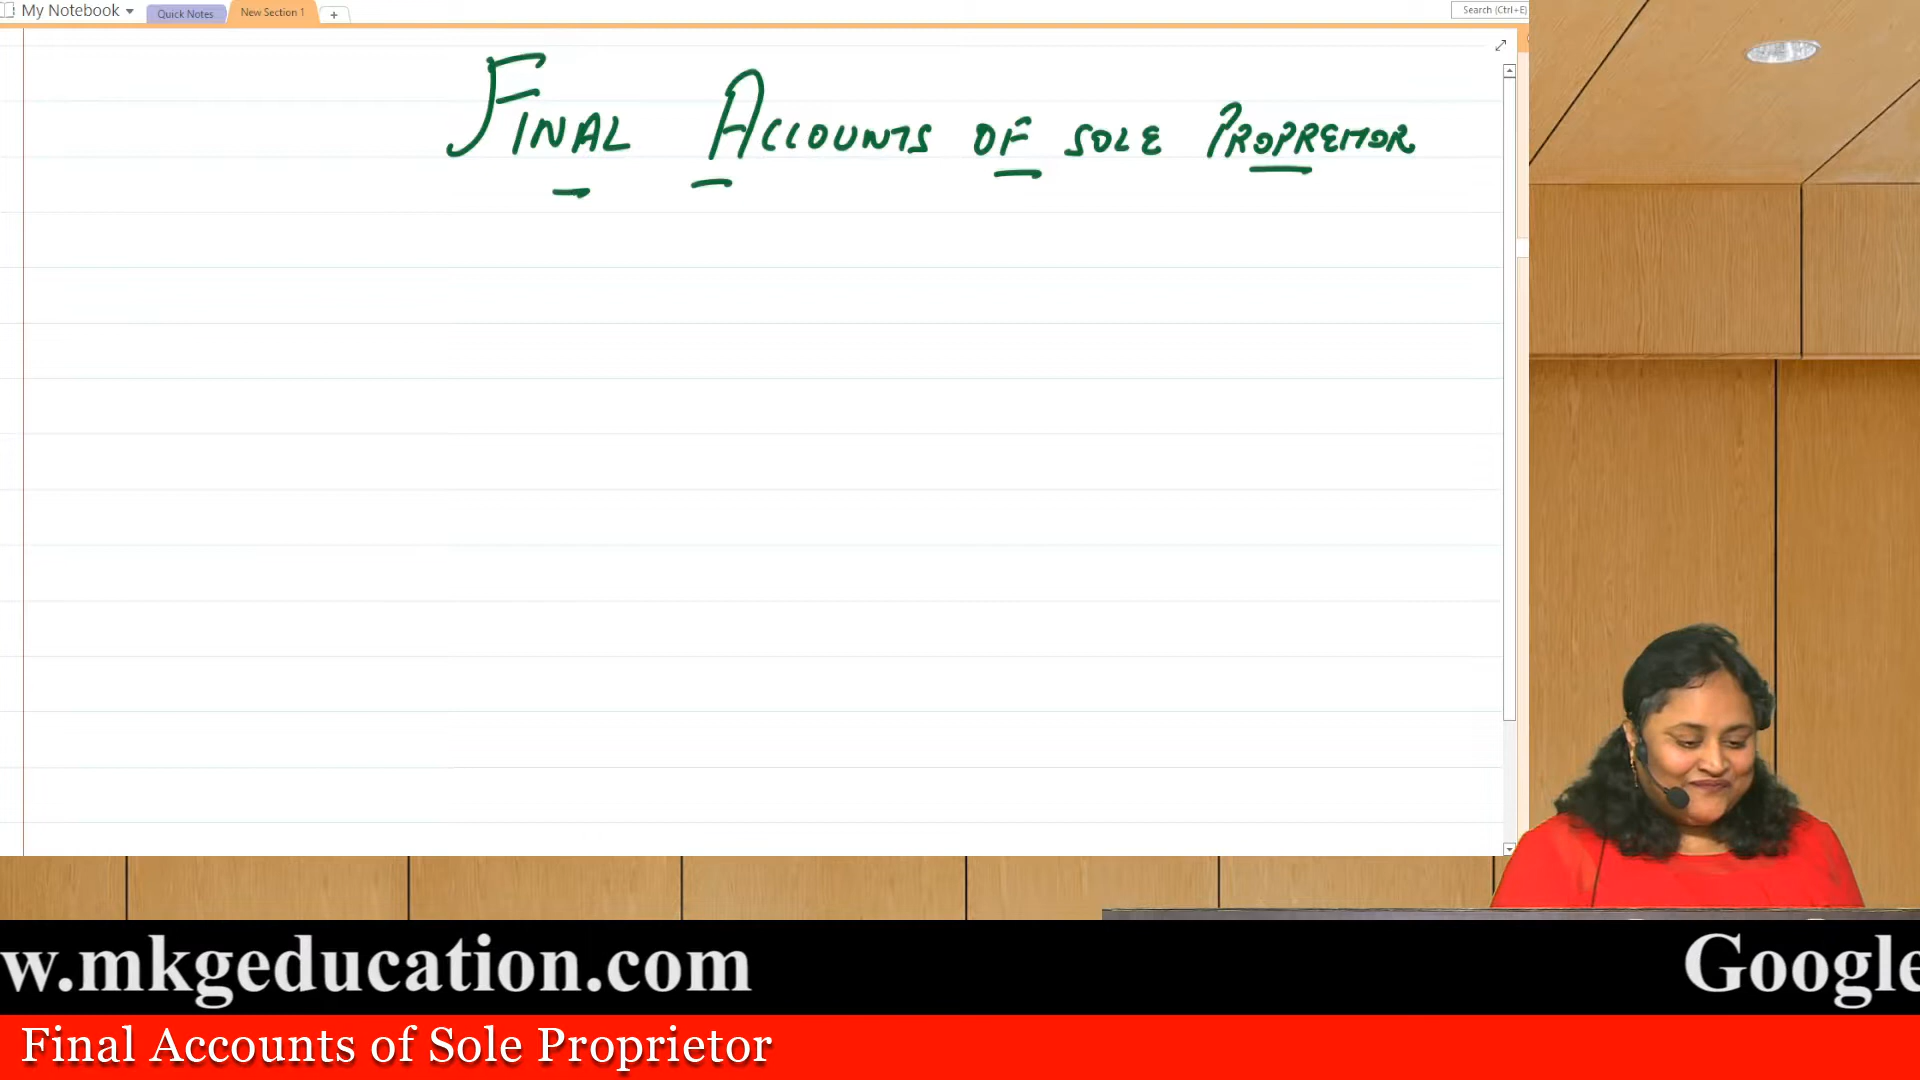 My Notebook
Quick Notes
New Section 1
+
Search (Ctrl+E)
FINAL ACCOUNTS OF SOLE PROPRIETOR
w.mkgeducation.com
Google
Final Accounts of Sole Proprietor